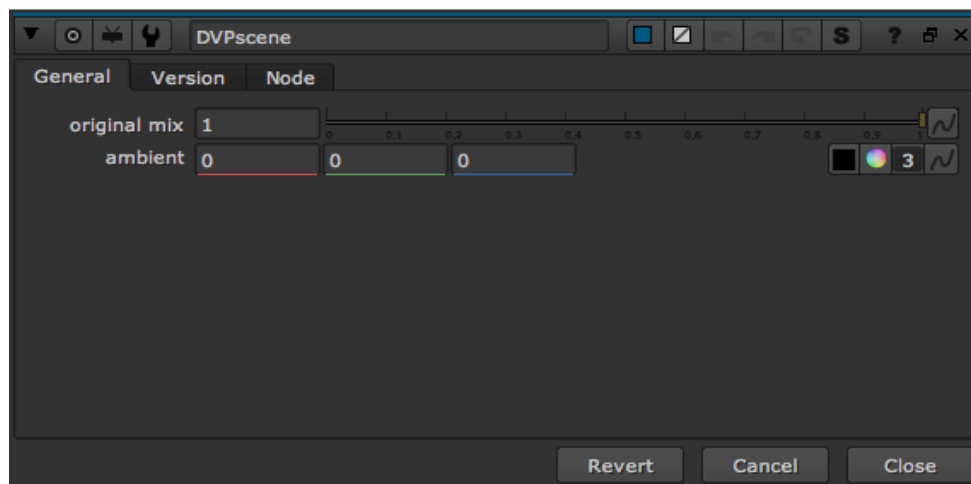 DVPscene S ?
General Version Node
original mix 1
0 0.1 0.2 0.3 0.4 0.5 0.6 0.7 0.8 0.9 1
ambient 0 0 0 3
Revert Cancel Close